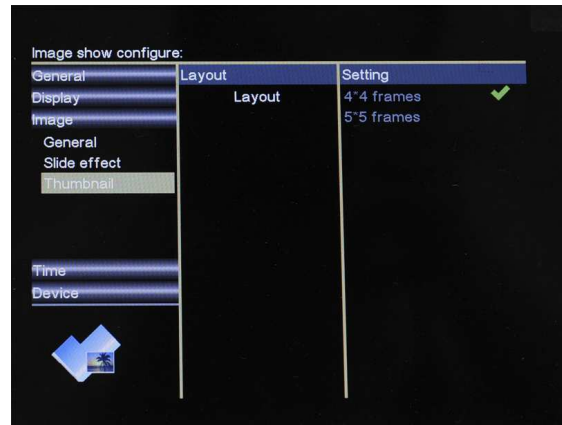 Image show configure:
General
Display
Image
General
Slide effect
Thumbnail
Time
Device
Layout
Layout
Setting
4*4 frames
5*5 frames